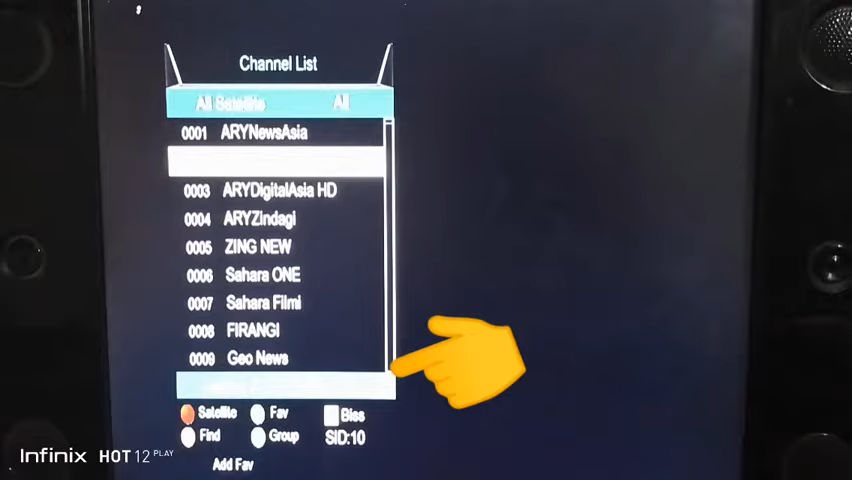 Channel List
All Satellite All
0001 ARYNewsAsia
0003 ARYDigitalAsia HD
0004 ARYZindagi
0005 ZING NEW
0006 Sahara ONE
0007 Sahara Filmi
0008 FIRANGI
0009 Geo News
Satellite Fav Biss
Find Group SID:10
Add Fav
Infinix HOT 12 PLAY